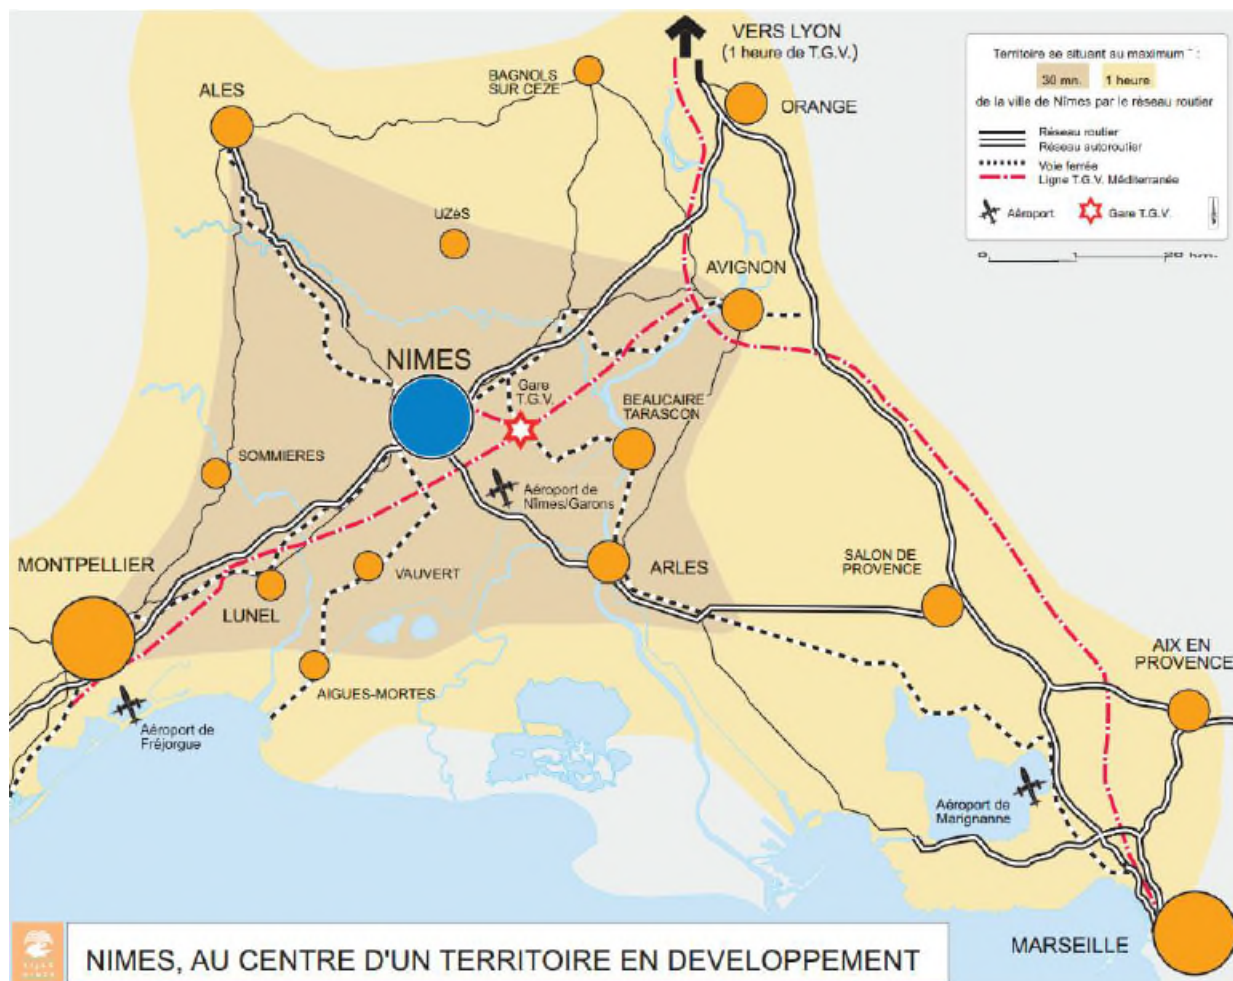 VERS LYON
(1 heure de T.G.V.)
BAGNOLS
SUR CEZE
ALES
ORANGE
UZèS
AVIGNON
NIMES
Gare
T.G.V.
BEAUCAIRE
TARASCON
SOMMIERES
Aéroport de
Nîmes/Garons
MONTPELLIER
VAUVERT
LUNEL
ARLES
SALON DE
PROVENCE
AIX EN
PROVENCE
AIGUES-MORTES
Aéroport de
Fréjorgue
Aéroport de
Marignanne
MARSEILLE
Territoire se situant au maximum :
30 mn. 1 heure
de la ville de Nîmes par le réseau routier
Réseau routier
Réseau autoroutier
Voie ferrée
Ligne T.G.V. Méditerranée
Aéroport Gare T.G.V.
NIMES, AU CENTRE D'UN TERRITOIRE EN DEVELOPPEMENT